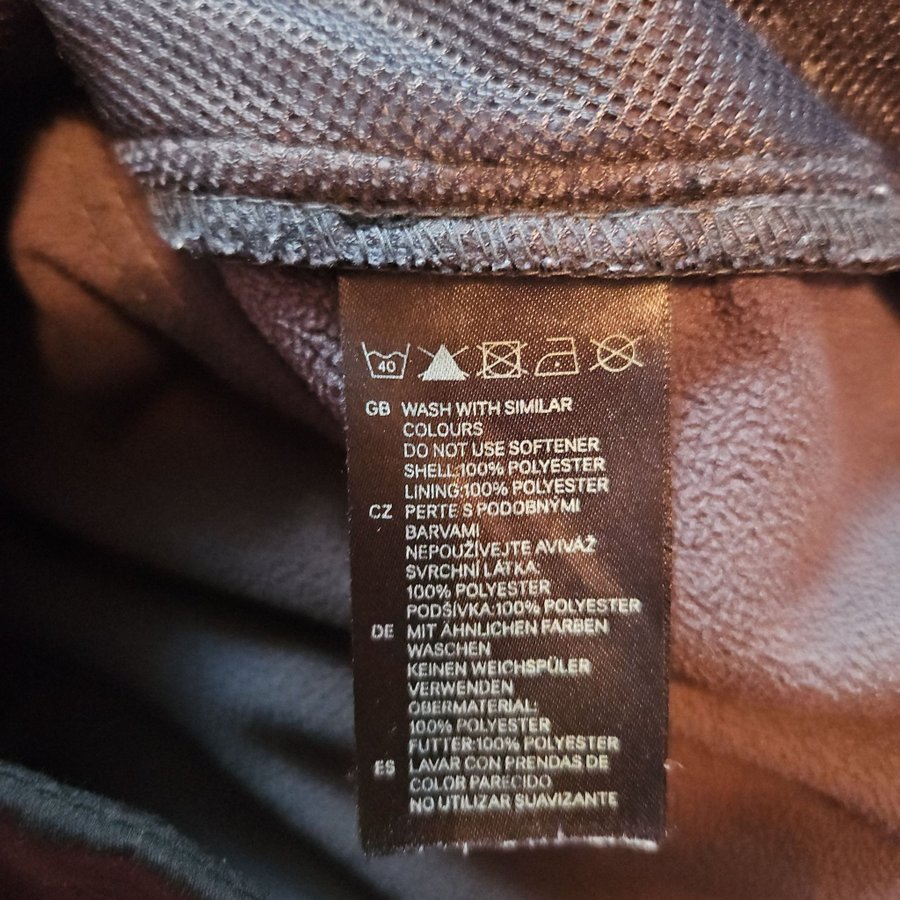 40
GB WASH WITH SIMILAR
COLOURS
DO NOT USE SOFTENER
SHELL:100% POLYESTER
LINING:100% POLYESTER
CZ PERTE S PODOBNÝMI
BARVAMI
NEPOUŽÍVEJTE AVIVÁŽ
SVRCHNÍ LÁTKA:
100% POLYESTER
PODŠÍVKA:100% POLYESTER
DE MIT ÄHNLICHEN FARBEN
WASCHEN
KEINEN WEICHSPÜLER
VERWENDEN
OBERMATERIAL:
100% POLYESTER
FUTTER:100% POLYESTER
ES LAVAR CON PRENDAS DE
COLOR PARECIDO
NO UTILIZAR SUAVIZANTE